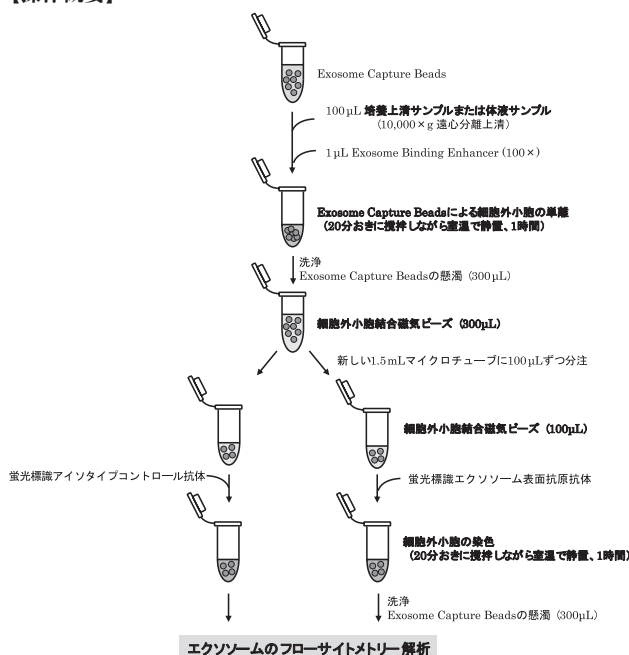 Exosome Capture Beads
100μL 培養上清サンプルまたは体液サンプル
(10,000×g 遠心分離上清)
1μL Exosome Binding Enhancer (100×)
Exosome Capture Beadsによる細胞外小胞の単離
(20分おきに攪拌しながら室温で静置、1時間)
洗浄
Exosome Capture Beadsの懸濁 (300μL)
細胞外小胞結合磁気ビーズ (300μL)
新しい1.5mLマイクロチューブに100μLずつ分注
細胞外小胞結合磁気ビーズ (100μL)
蛍光標識アイソタイプコントロール抗体
蛍光標識エクソソーム表面抗原抗体
細胞外小胞の染色
(20分おきに攪拌しながら室温で静置、1時間)
洗浄
Exosome Capture Beadsの懸濁 (300μL)
エクソソームのフローサイトメトリー解析